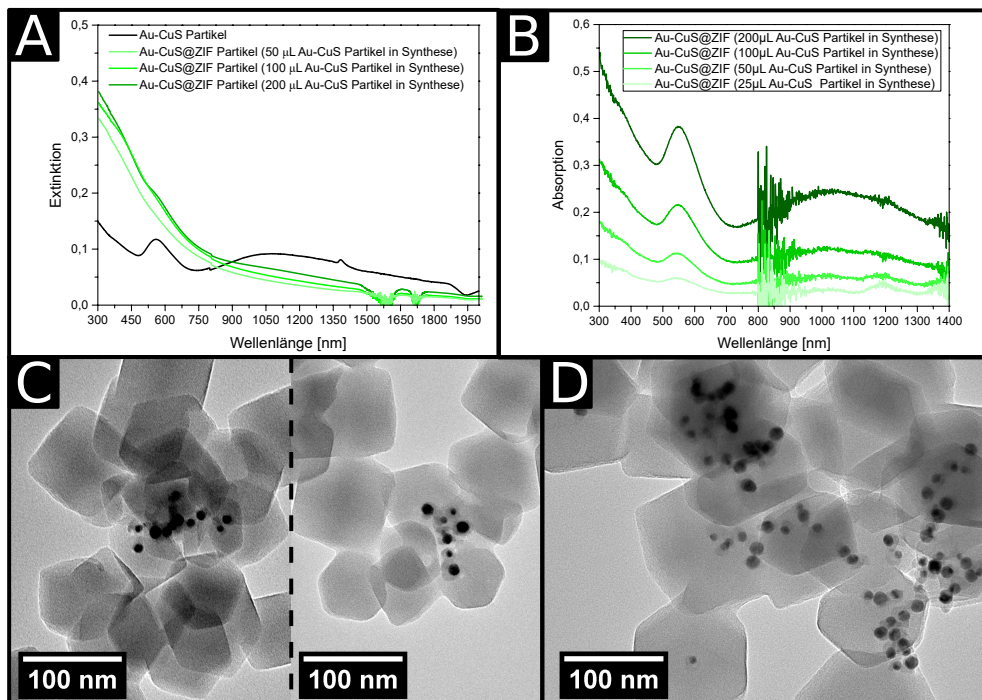 A
Au-CuS Partikel
Au-CuS@ZIF Partikel (50 µL Au-CuS Partikel in Synthese)
Au-CuS@ZIF Partikel (100 µL Au-CuS Partikel in Synthese)
Au-CuS@ZIF Partikel (200 µL Au-CuS Partikel in Synthese)
0,5
0,4
0,3
0,2
0,1
0,0
Extinktion
300 450 600 750 900 1050 1200 1350 1500 1650 1800 1950
Wellenlänge [nm]
B
Au-CuS@ZIF (200µL Au-CuS Partikel in Synthese)
Au-CuS@ZIF (100µL Au-CuS Partikel in Synthese)
Au-CuS@ZIF (50µL Au-CuS Partikel in Synthese)
Au-CuS@ZIF (25µL Au-CuS Partikel in Synthese)
0,6
0,5
0,4
0,3
0,2
0,1
0,0
Absorption
300 400 500 600 700 800 900 1000 1100 1200 1300 1400
Wellenlänge [nm]
C
100 nm
100 nm
D
100 nm